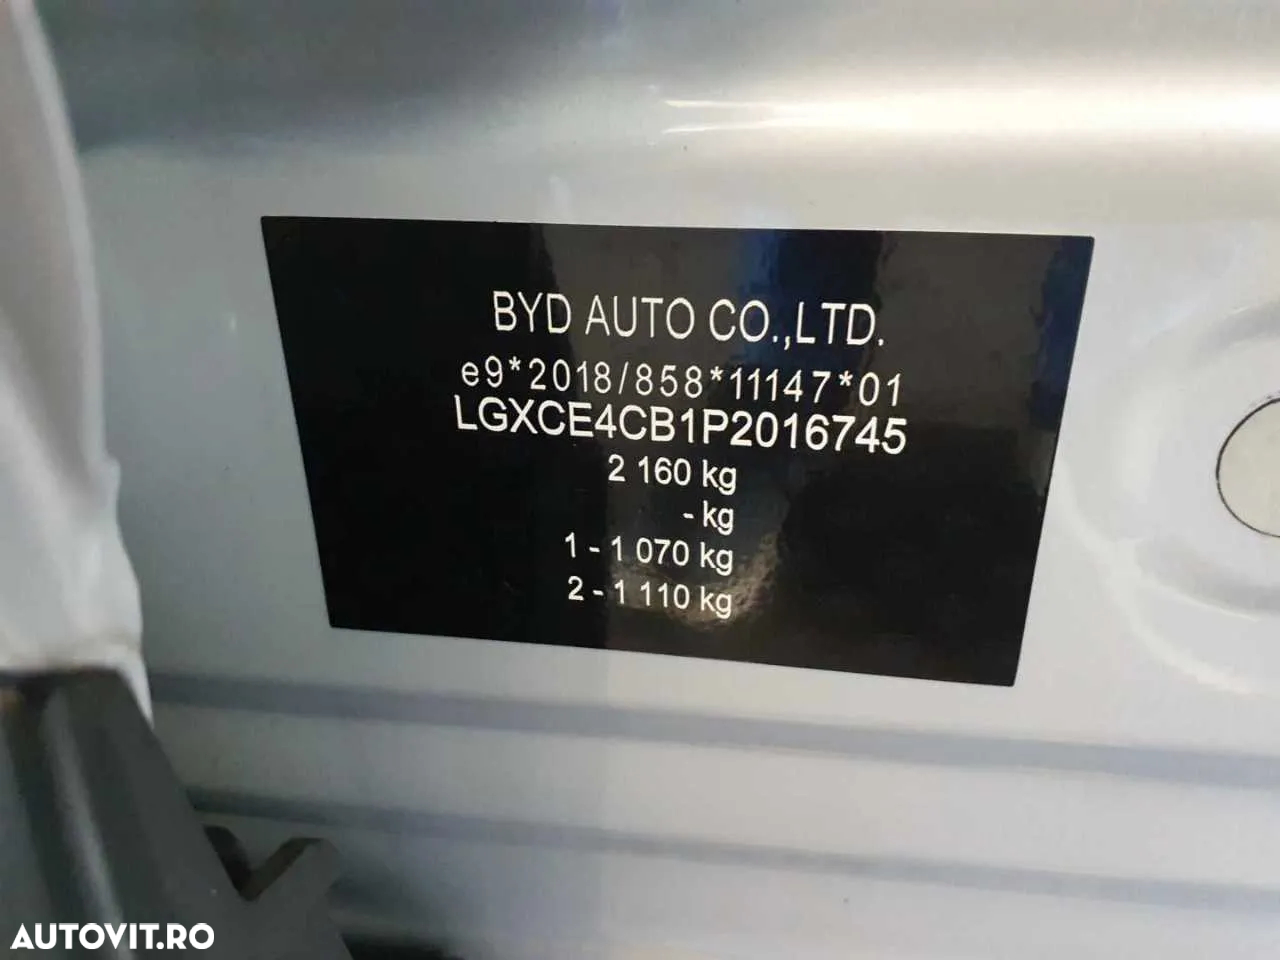 BYD AUTO CO.,LTD.
e9*2018/858*11147*01
LGXCE4CB1P2016745
2 160 kg
- kg
1 - 1 070 kg
2 - 1 110 kg
AUTOVIT.RO